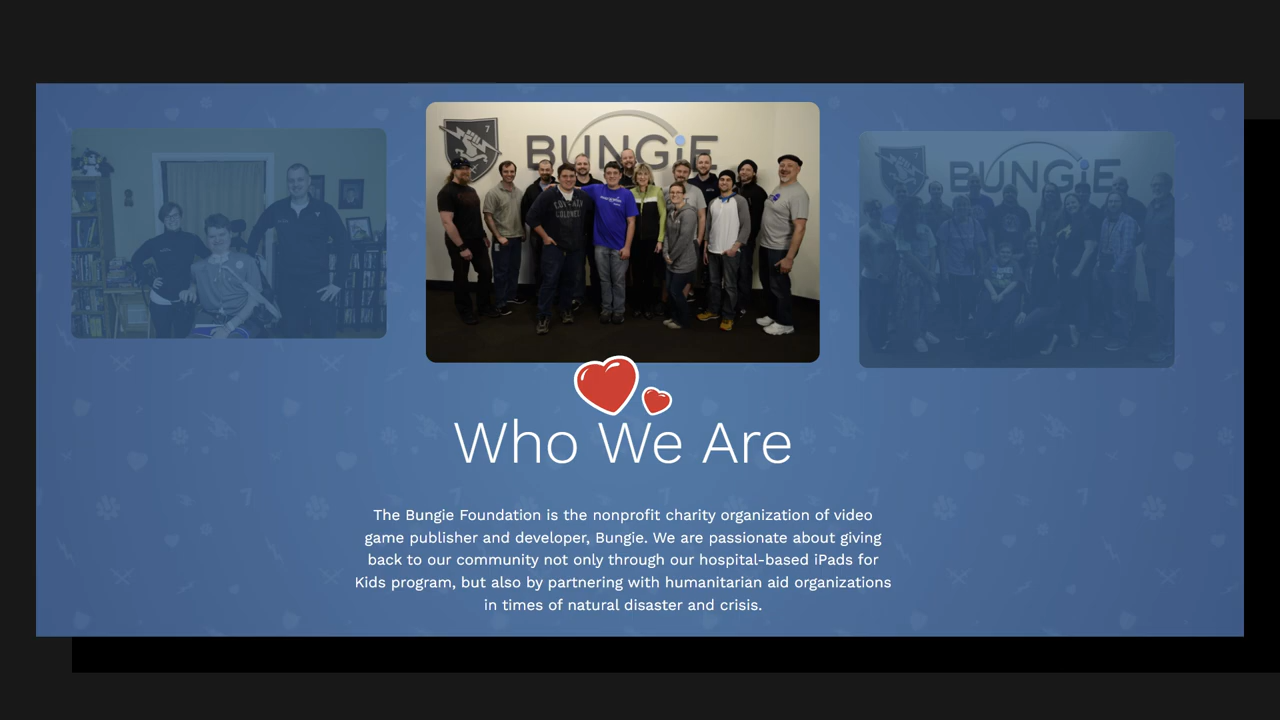 7
BUNGiE
BUNGiE
Who We Are
The Bungie Foundation is the nonprofit charity organization of video
game publisher and developer, Bungie. We are passionate about giving
back to our community not only through our hospital-based iPads for
Kids program, but also by partnering with humanitarian aid organizations
in times of natural disaster and crisis.